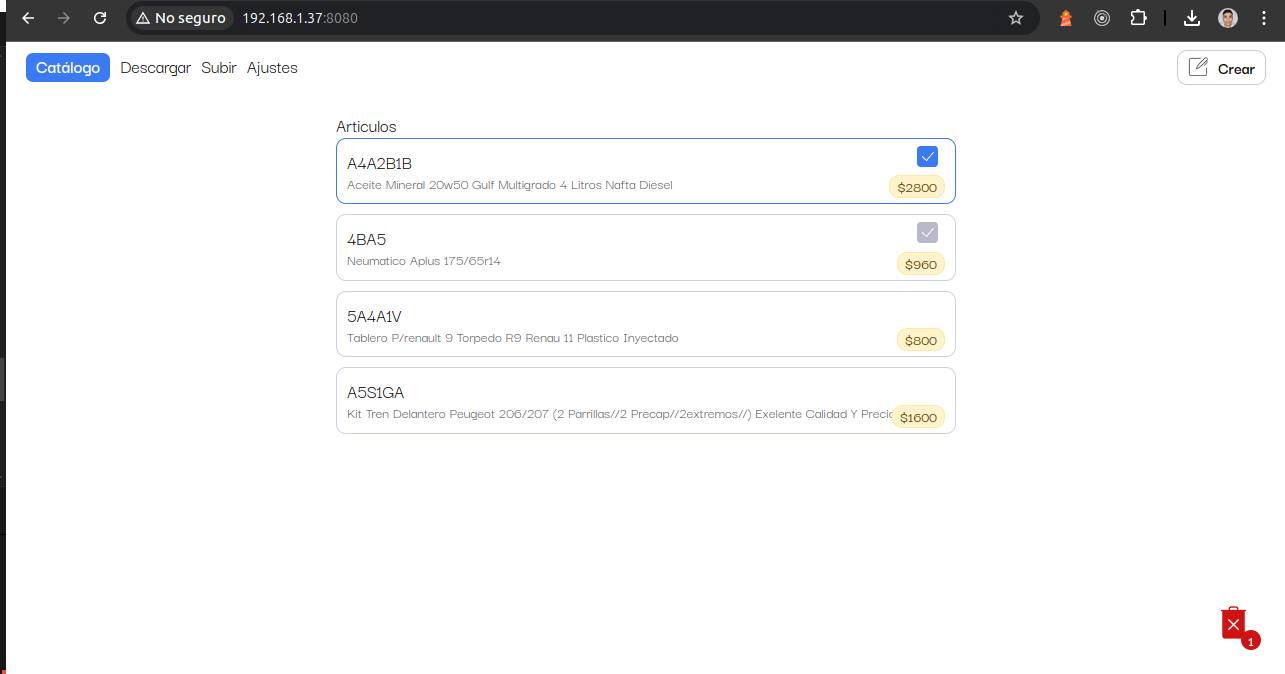 No seguro 192.168.1.37:8080
Catálogo Descargar Subir Ajustes Crear
Articulos
A4A2B1B
Aceite Mineral 20w50 Gulf Multigrado 4 Litros Nafta Diesel $2800
4BA5
Neumatico Aplus 175/65r14 $960
5A4A1V
Tablero P/renault 9 Torpedo R9 Renau 11 Plastico Inyectado $800
A5S1GA
Kit Tren Delantero Peugeot 206/207 (2 Parrillas//2 Precap//2extremos//) Exelente Calidad Y Precio $1600
1